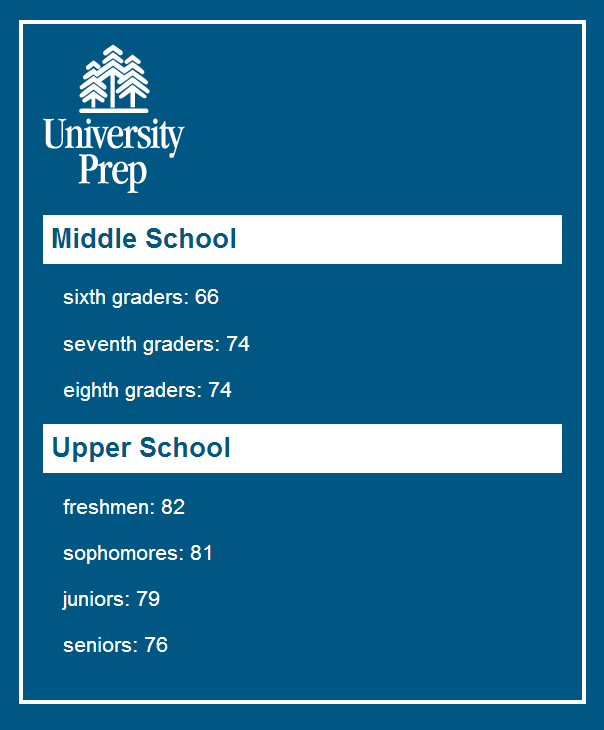 University
Prep
Middle School
sixth graders: 66
seventh graders: 74
eighth graders: 74
Upper School
freshmen: 82
sophomores: 81
juniors: 79
seniors: 76